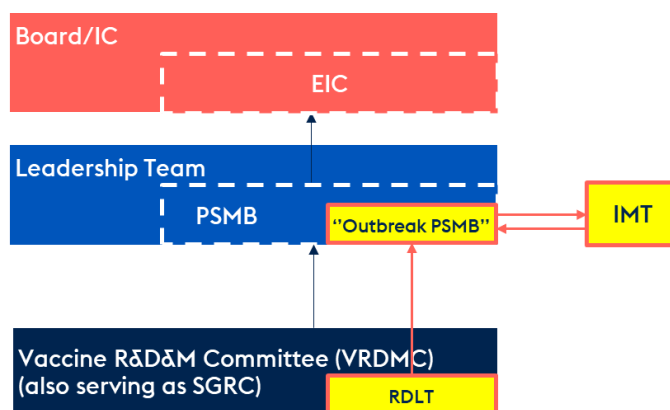 Board/IC
EIC
Leadership Team
PSMB
‘’Outbreak PSMB’’
IMT
Vaccine R&D&M Committee (VRDMC)
(also serving as SGRC)
RDLT